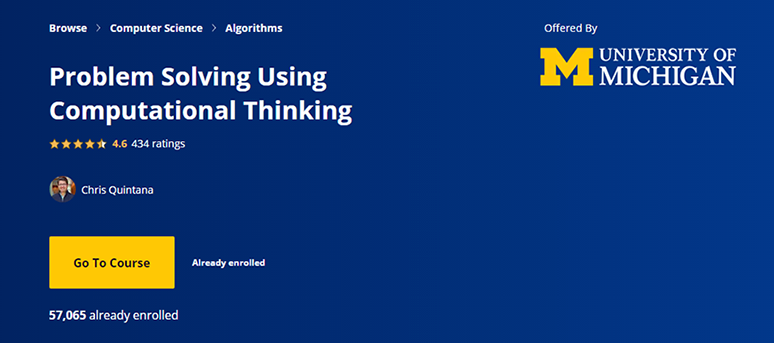 Browse > Computer Science > Algorithms
Offered By
M UNIVERSITY OF
MICHIGAN
Problem Solving Using
Computational Thinking
4.6 434 ratings
Chris Quintana
Go To Course
Already enrolled
57,065 already enrolled